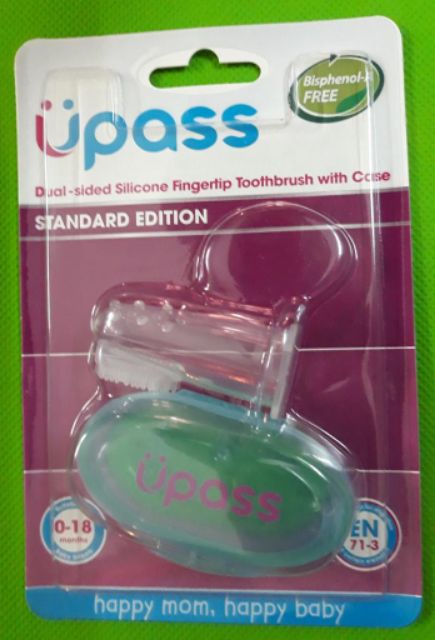 Bisphenol-A
FREE
Üpass
Dual-sided Silicone Fingertip Toothbrush with Case
STANDARD EDITION
Üpass
0-18
months
EN
71-3
happy mom, happy baby